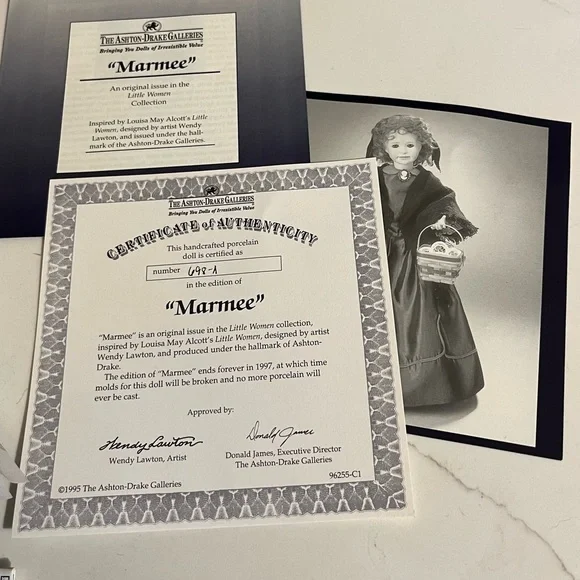 THE ASHTON-DRAKE GALLERIES
Bringing You Dolls of Irresistible Value
"Marmee"
An original issue in the
Little Women
Collection
Inspired by Louisa May Alcott's Little
Women, designed by artist Wendy
Lawton, and issued under the hall-
mark of the Ashton-Drake Galleries.
THE ASHTON-DRAKE GALLERIES
Bringing You Dolls of Irresistible Value
CERTIFICATE of AUTHENTICITY
This handcrafted porcelain
doll is certified as
number 698-A
in the edition of
"Marmee"
"Marmee" is an original issue in the Little Women collection,
inspired by Louisa May Alcott's Little Women, designed by artist
Wendy Lawton, and produced under the hallmark of Ashton-
Drake.
The edition of "Marmee" ends forever in 1997, at which time
molds for this doll will be broken and no more porcelain will
ever be cast.
Approved by:
Wendy Lawton
Donald James
Wendy Lawton, Artist
Donald James, Executive Director
The Ashton-Drake Galleries
©1995 The Ashton-Drake Galleries
96255-C1